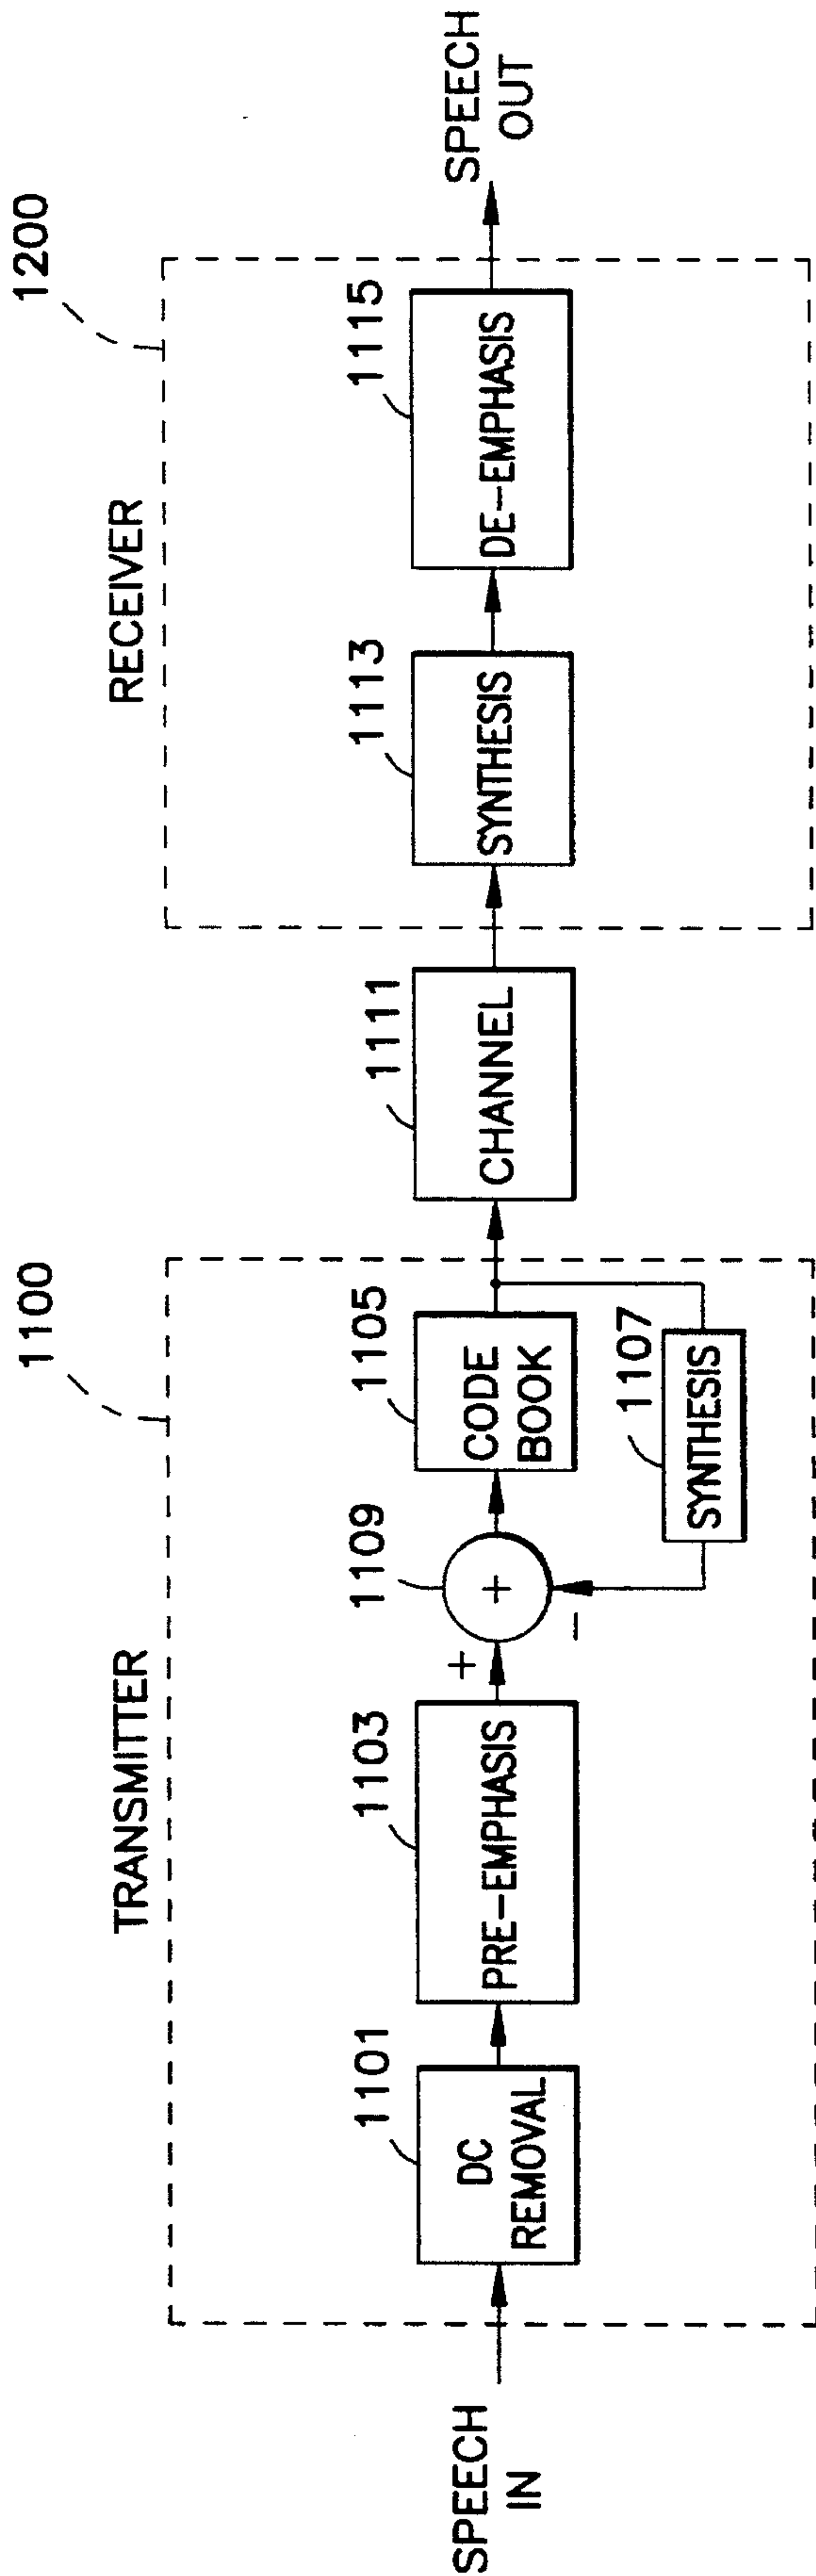 SPEECH
IN
TRANSMITTER
1100
1101
DC
REMOVAL
1103
PRE-EMPHASIS
+
1109
+
-
1105
CODE
BOOK
1107
SYNTHESIS
1111
CHANNEL
RECEIVER
1200
1113
SYNTHESIS
1115
DE-EMPHASIS
SPEECH
OUT